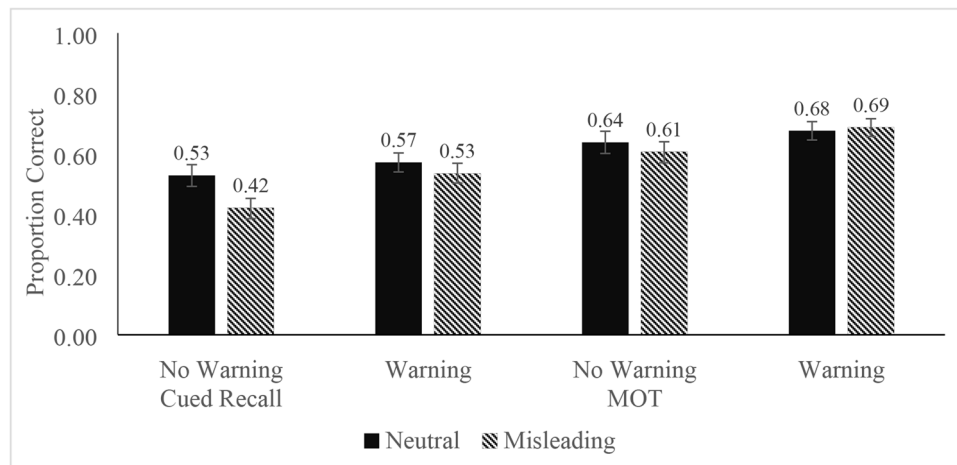 1.00
0.80
0.60
0.40
0.20
0.00
Proportion Correct
0.53
0.42
0.57
0.53
0.64
0.61
0.68
0.69
No Warning
Cued Recall
Warning
No Warning
MOT
Warning
Neutral
Misleading